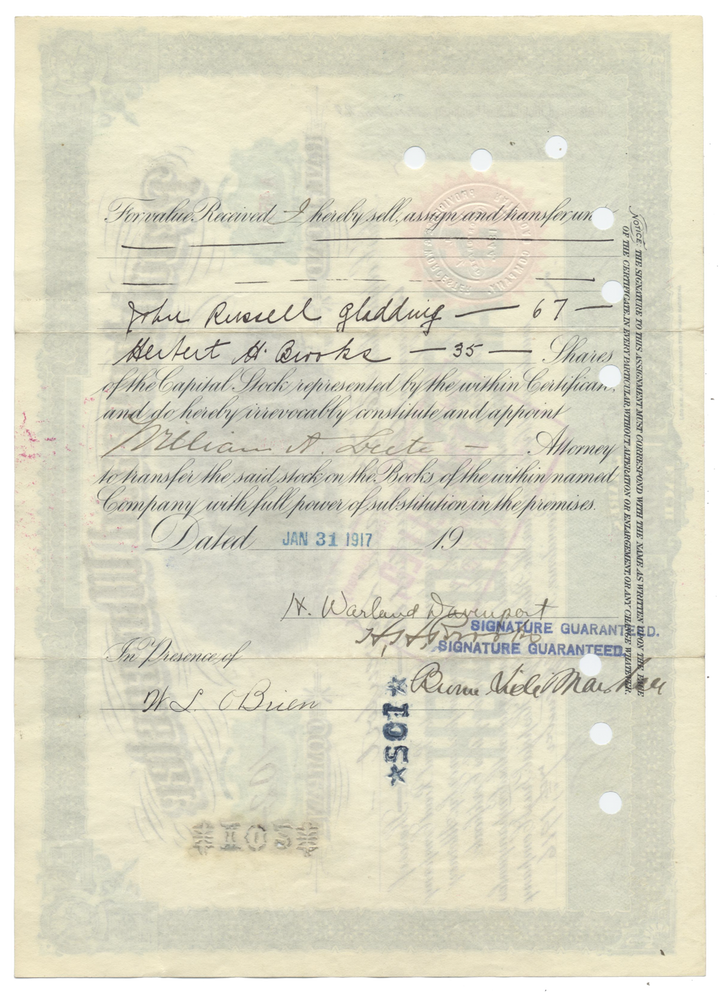 For value Received I hereby sell, assign and transfer, un
John Russell Gladding — 67 —
Herbert H. Brooks — 35 — Shares
of the Capital Stock represented by the within Certificat
and do hereby irrevocably constitute and appoint
William A. Leete — Attorney
to transfer the said stock on the Books of the within named
Company with full power of substitution in the premises.
Dated JAN 31 1917 19
H. Warland Davenport
H. H. Brooks
SIGNATURE GUARANTEED.
SIGNATURE GUARANTEED.
In Presence of
W. L. O'Brien
*501*
NOTICE THE SIGNATURE TO THIS ASSIGNMENT MUST CORRESPOND WITH THE NAME AS WRITTEN UPON THE FACE
OF THE CERTIFICATE, IN EVERY PARTICULAR, WITHOUT ALTERATION OR ENLARGEMENT, OR ANY CHANGE WHATEVER.